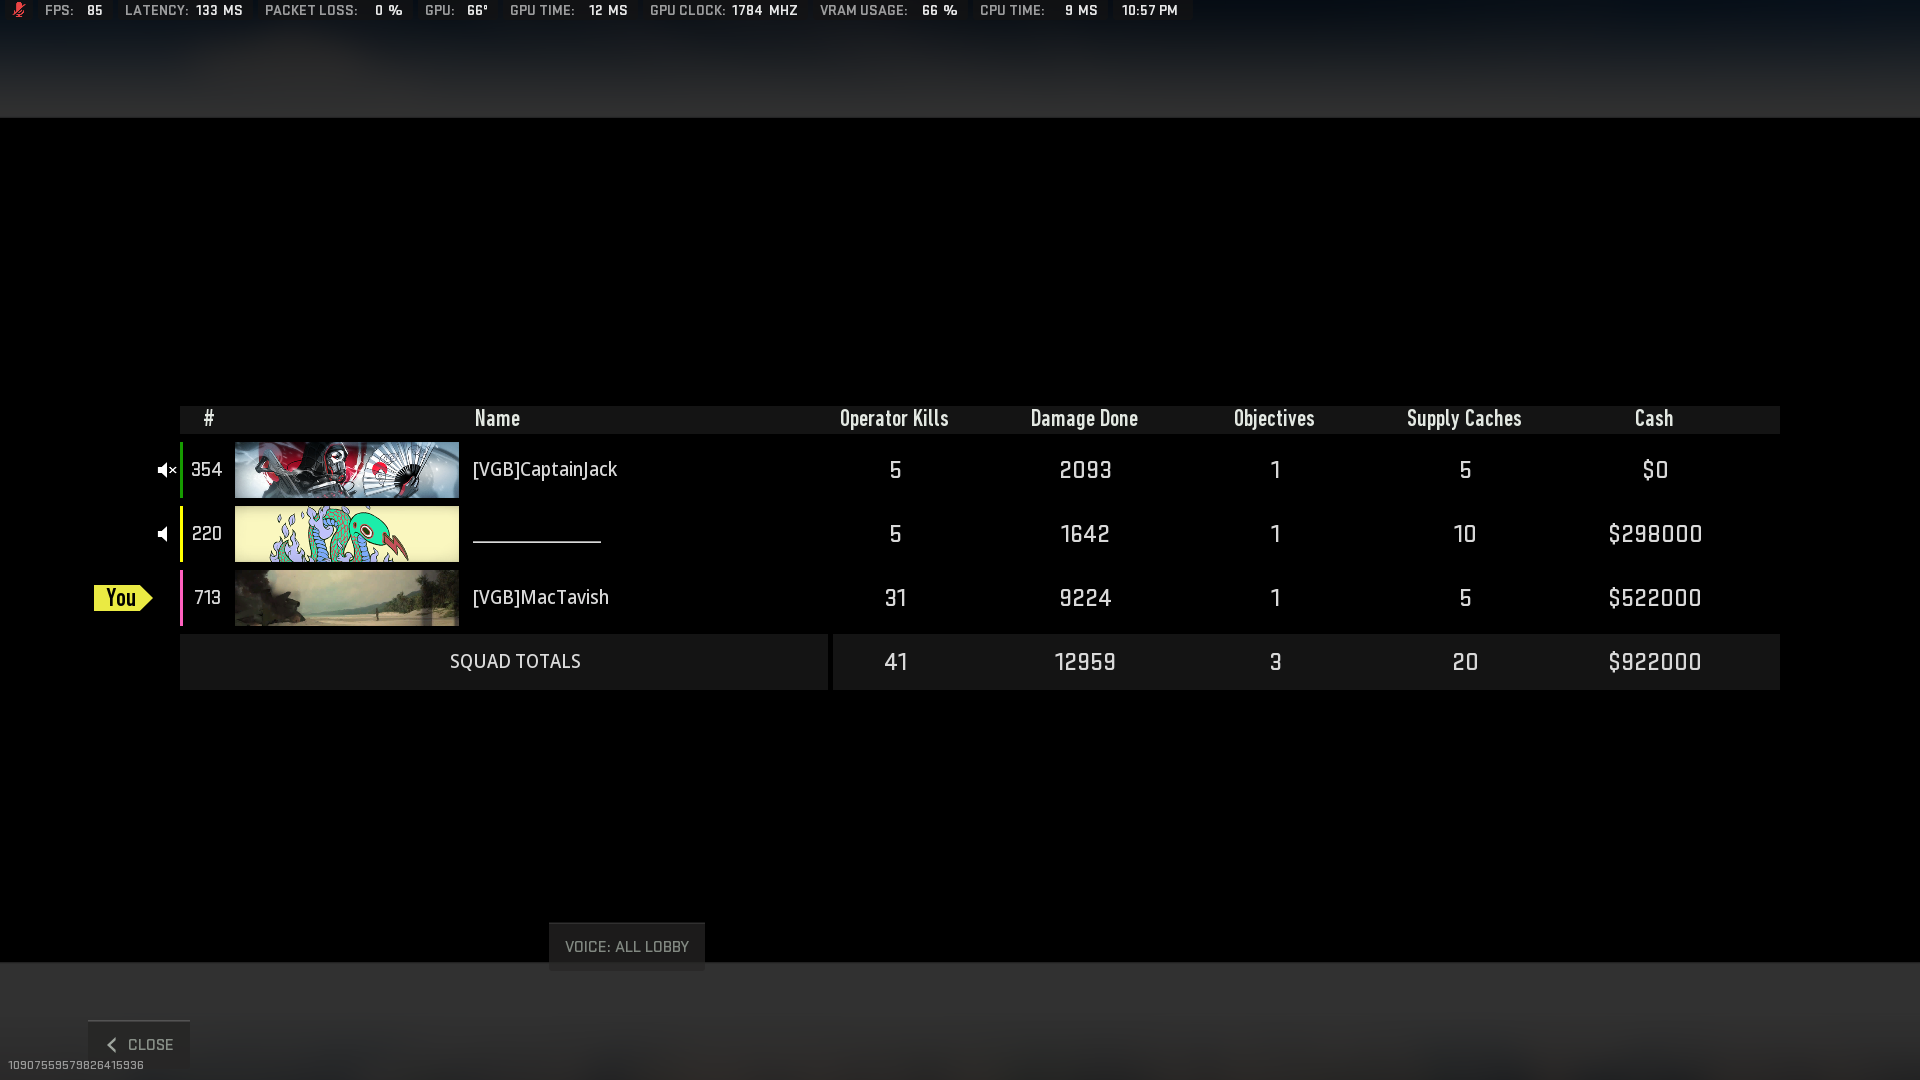 FPS: 85 LATENCY: 133 MS PACKET LOSS: 0 % GPU: 66° GPU TIME: 12 MS GPU CLOCK: 1784 MHZ VRAM USAGE: 66 % CPU TIME: 9 MS 10:57 PM
# Name Operator Kills Damage Done Objectives Supply Caches Cash
354 [VGB]CaptainJack 5 2093 1 5 $0
220 ______________ 5 1642 1 10 $298000
You 713 [VGB]MacTavish 31 9224 1 5 $522000
SQUAD TOTALS 41 12959 3 20 $922000
VOICE: ALL LOBBY
CLOSE
10907559579826415936